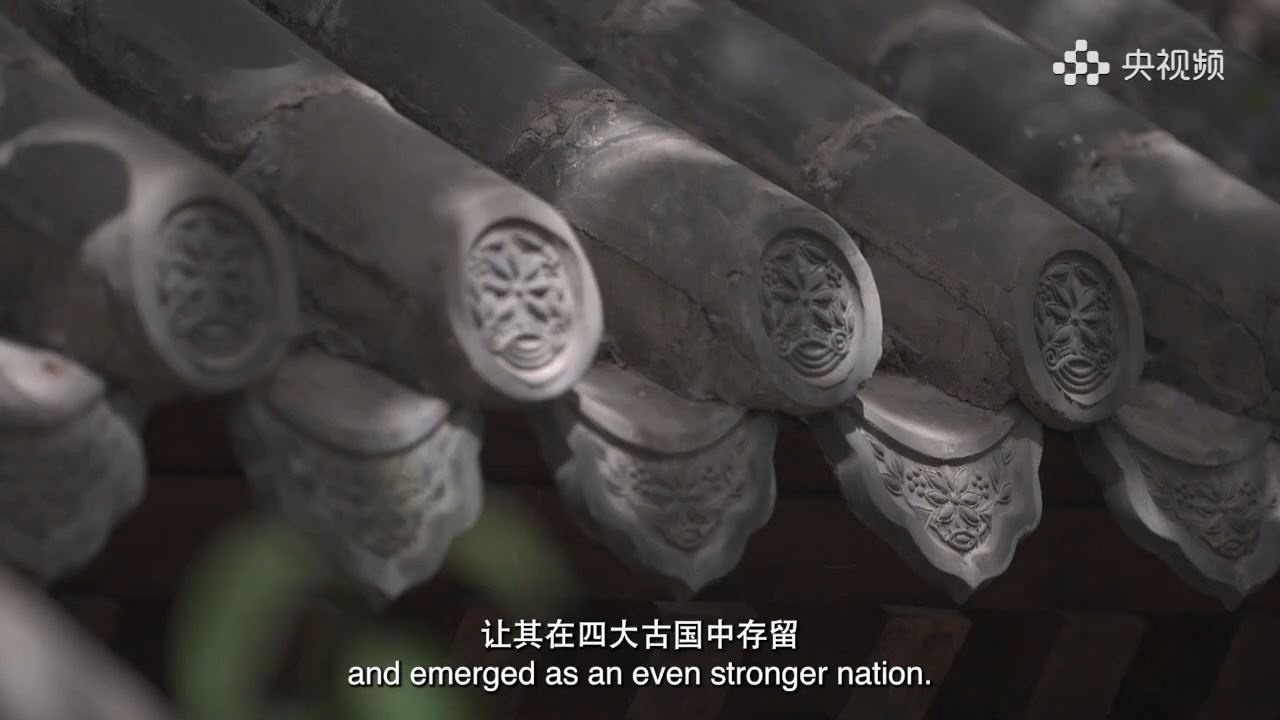 央视频
让其在四大古国中存留
and emerged as an even stronger nation.